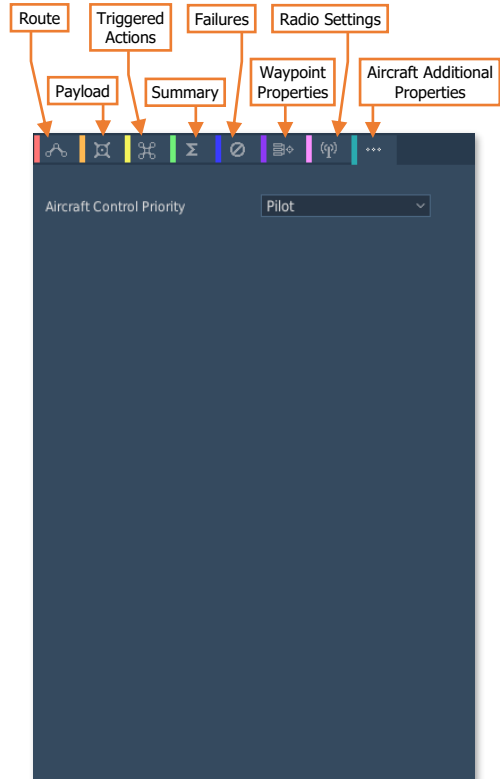 Route
Triggered
Actions
Failures
Radio Settings
Payload
Summary
Waypoint
Properties
Aircraft Additional
Properties
Aircraft Control Priority
Pilot